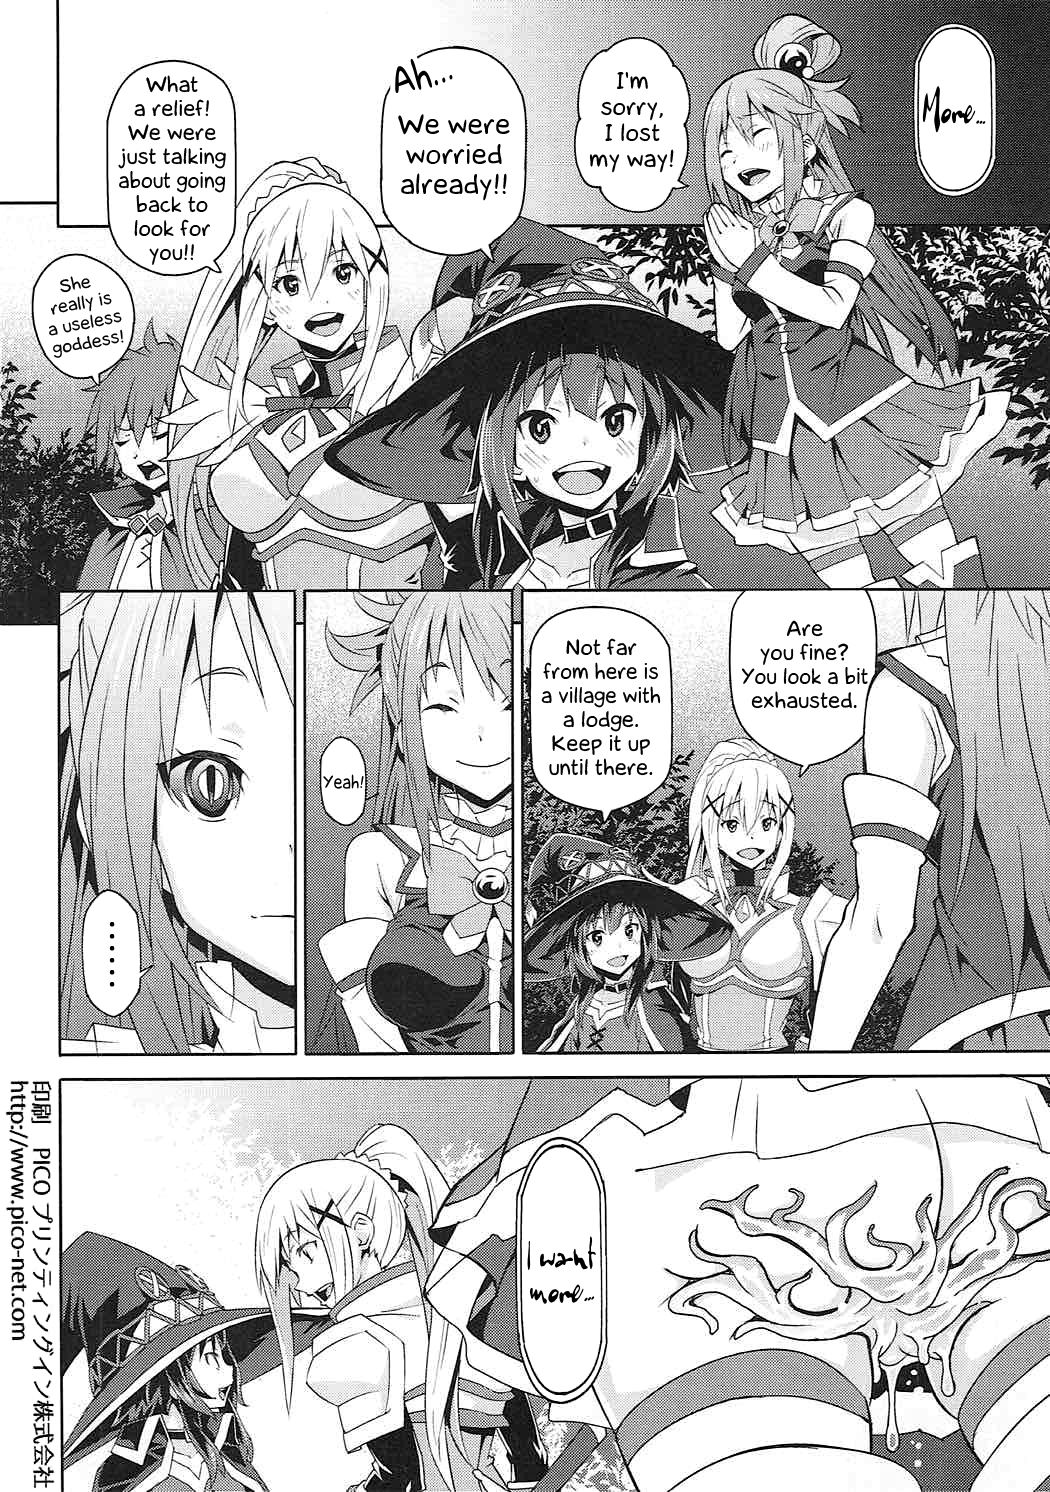 More...
I'm
sorry,
I lost
my way!
Ah...
We were
worried
already!!
What
a relief!
We were
just talking
about going
back to
look for
you!!
She
really is
a useless
goddess!
Are
you fine?
You look a bit
exhausted.
Not far
from here is
a village with
a lodge.
Keep it up
until there.
Yeah!
......
I want
more...
印刷 PICOプリンティングイン株式会社
http://www.pico-net.com